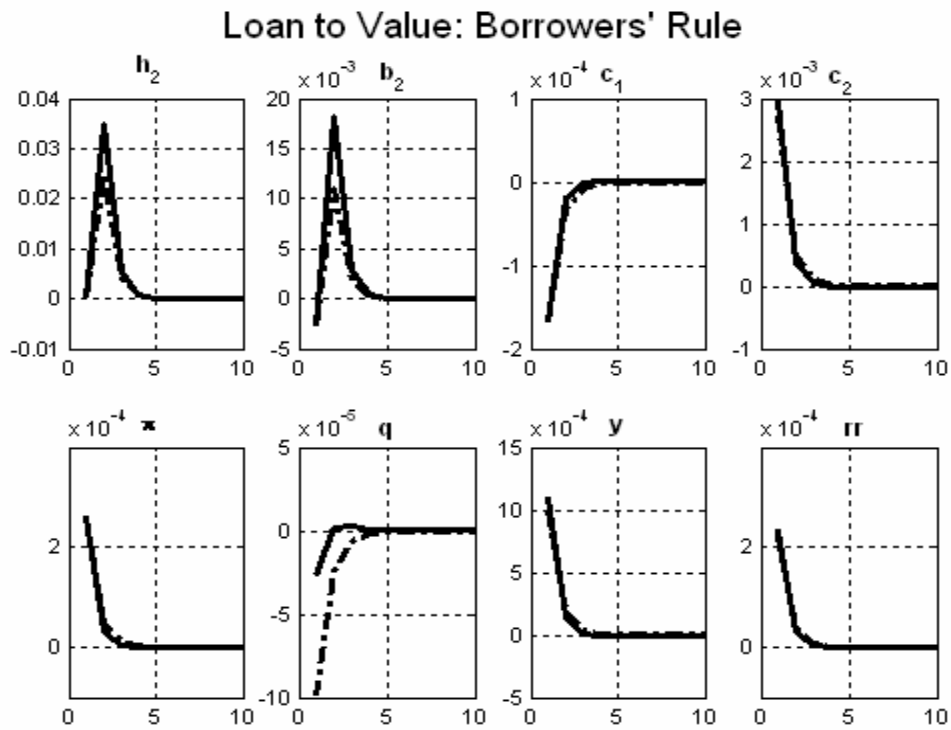 Loan to Value: Borrowers' Rule
h₂
0.04
0.03
0.02
0.01
0
-0.01
0 5 10
x 10⁻³ b₂
20
15
10
5
0
-5
0 5 10
x 10⁻⁴ c₁
1
0
-1
-2
0 5 10
x 10⁻³ c₂
3
2
1
0
-1
0 5 10
x 10⁻⁴ π
2
0
0 5 10
x 10⁻⁵ q
5
0
-5
-10
0 5 10
x 10⁻⁴ y
15
10
5
0
-5
0 5 10
x 10⁻⁴ rr
2
0
0 5 10